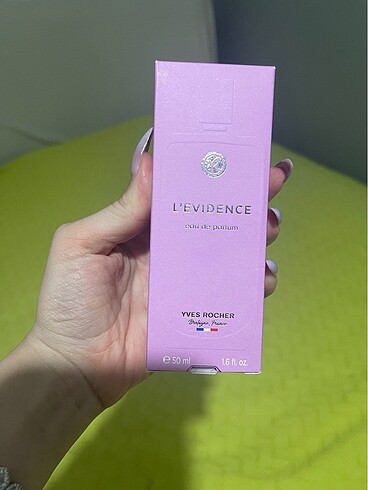 L'EVIDENCE
eau de parfum
YVES ROCHER
Bretagne, France
℮ 50 ml 1.6 fl. oz.